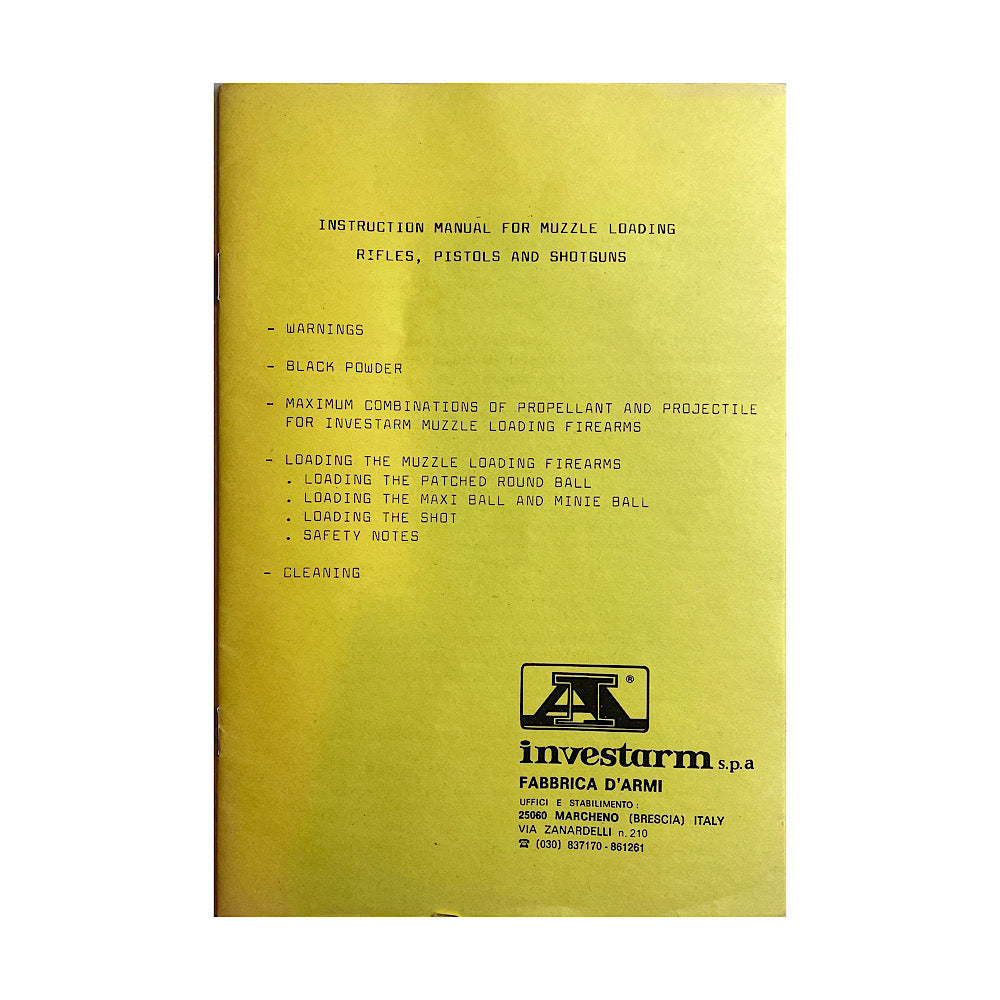 INSTRUCTION MANUAL FOR MUZZLE LOADING
RIFLES, PISTOLS AND SHOTGUNS
- WARNINGS
- BLACK POWDER
- MAXIMUM COMBINATIONS OF PROPELLANT AND PROJECTILE
FOR INVESTARM MUZZLE LOADING FIREARMS
- LOADING THE MUZZLE LOADING FIREARMS
. LOADING THE PATCHED ROUND BALL
. LOADING THE MAXI BALL AND MINIE BALL
. LOADING THE SHOT
. SAFETY NOTES
- CLEANING
AI ®
investarm s.p.a
FABBRICA D'ARMI
UFFICI E STABILIMENTO:
25060 MARCHENO (BRESCIA) ITALY
VIA ZANARDELLI n. 210
☎ (030) 837170 - 861261